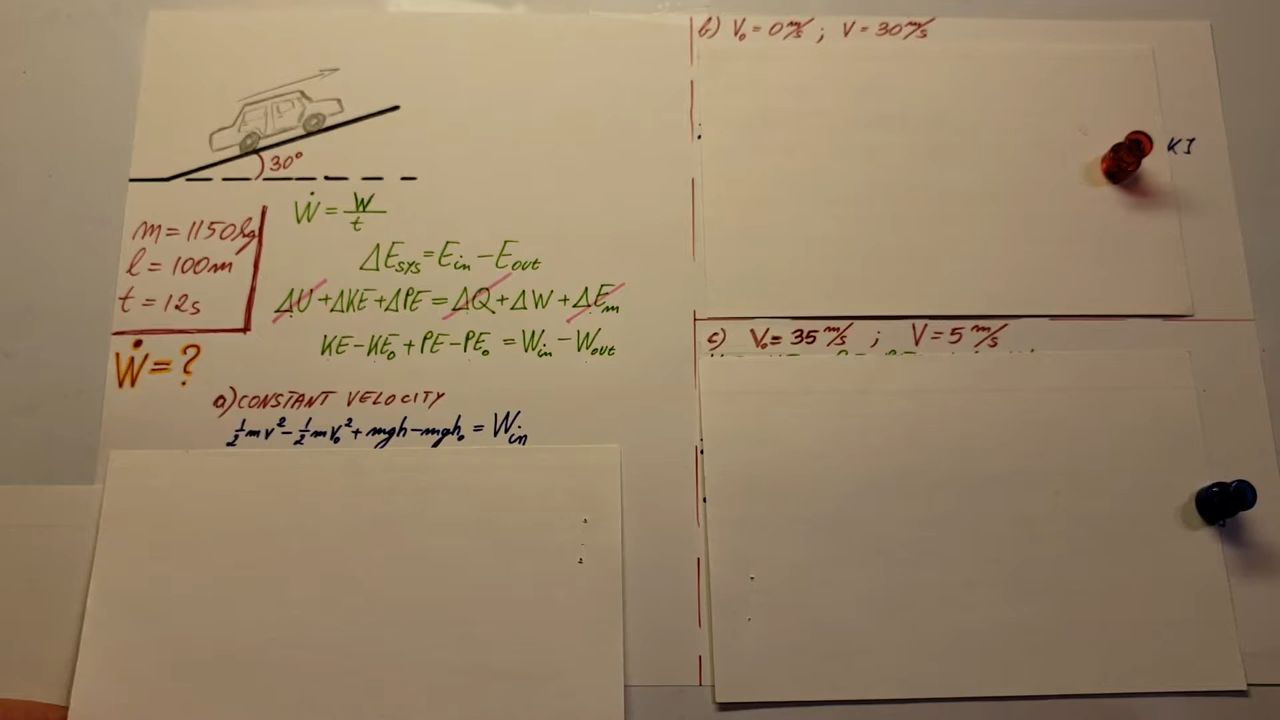 30°
m = 1150kg
l = 100m
t = 12s
Ẇ = ?
Ẇ = W/t
ΔE_sys = E_in − E_out
ΔU + ΔKE + ΔPE = ΔQ + ΔW + ΔE_m
KE − KE₀ + PE − PE₀ = W_in − W_out
a) CONSTANT VELOCITY
½mv² − ½mv₀² + mgh − mgh₀ = W_in
b) V₀ = 0 m/s ; V = 30 m/s
KJ
c) V₀ = 35 m/s ; V = 5 m/s